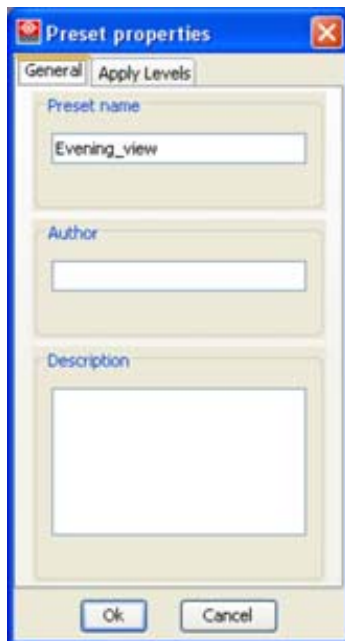 Preset properties
General Apply Levels
Preset name
Evening_view
Author
Description
Ok Cancel